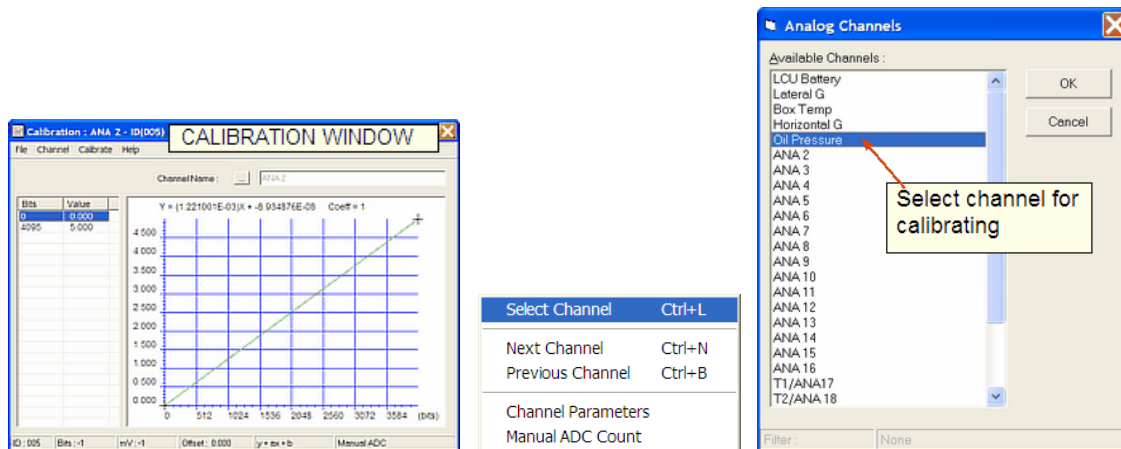 Calibration : ANA 2 - ID(005)
CALIBRATION WINDOW
File Channel Calibrate Help
Channel Name : ... ANA 2
Bits Value
0 0.000
4095 5.000
Y = (1.221001E-03)X + -8.934876E-08 Coeff = 1
4.500
4.000
3.500
3.000
2.500
2.000
1.500
1.000
0.500
0.000
0 512 1024 1536 2048 2560 3072 3584 (bits)
ID : 005 Bits : -1 mV : -1 Offset : 0.000 y = ax + b Manual ADC
Select Channel Ctrl+L
Next Channel Ctrl+N
Previous Channel Ctrl+B
Channel Parameters
Manual ADC Count
Analog Channels
Available Channels :
LCU Battery
Lateral G
Box Temp
Horizontal G
Oil Pressure
ANA 2
ANA 3
ANA 4
ANA 5
ANA 6
ANA 7
ANA 8
ANA 9
ANA 10
ANA 11
ANA 12
ANA 13
ANA 14
ANA 15
ANA 16
T1/ANA17
T2/ANA 18
OK
Cancel
Select channel for
calibrating
Filter : None